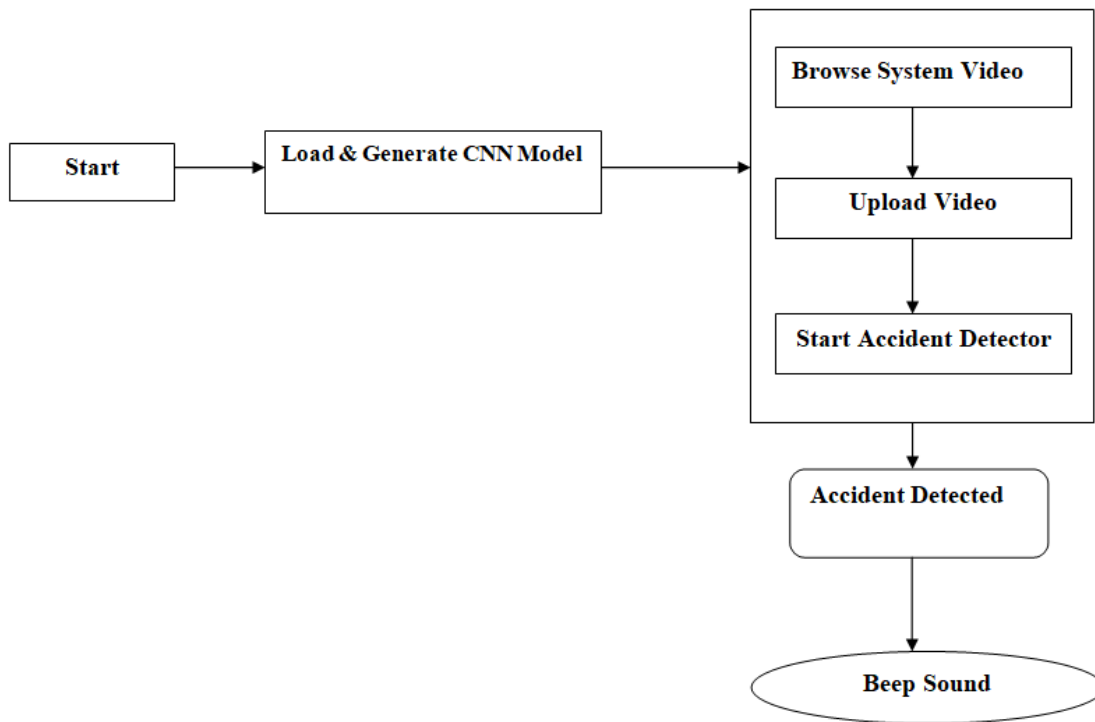 Start
Load & Generate CNN Model
Browse System Video
Upload Video
Start Accident Detector
Accident Detected
Beep Sound